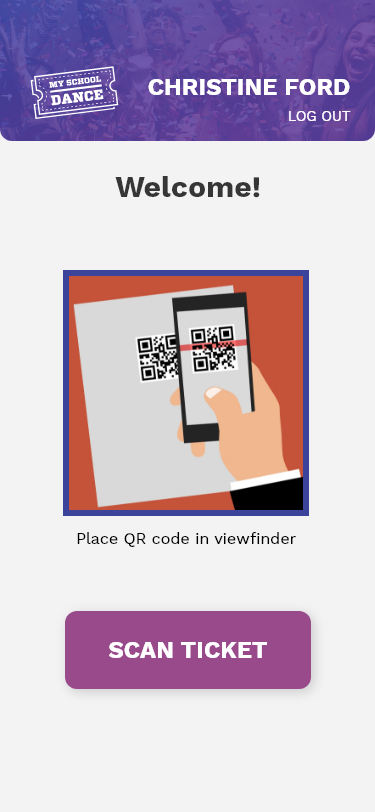 MY SCHOOL
DANCE
CHRISTINE FORD
LOG OUT
Welcome!
Place QR code in viewfinder
SCAN TICKET